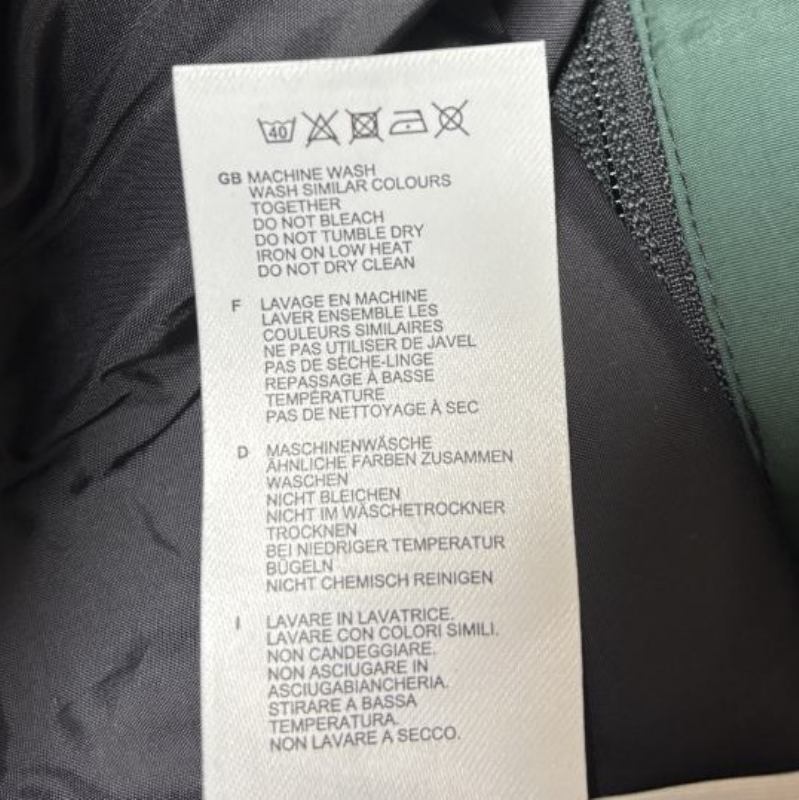 40
GB MACHINE WASH
WASH SIMILAR COLOURS
TOGETHER
DO NOT BLEACH
DO NOT TUMBLE DRY
IRON ON LOW HEAT
DO NOT DRY CLEAN
F LAVAGE EN MACHINE
LAVER ENSEMBLE LES
COULEURS SIMILAIRES
NE PAS UTILISER DE JAVEL
PAS DE SÈCHE-LINGE
REPASSAGE À BASSE
TEMPÉRATURE
PAS DE NETTOYAGE À SEC
D MASCHINENWÄSCHE
ÄHNLICHE FARBEN ZUSAMMEN
WASCHEN
NICHT BLEICHEN
NICHT IM WÄSCHETROCKNER
TROCKNEN
BEI NIEDRIGER TEMPERATUR
BÜGELN
NICHT CHEMISCH REINIGEN
I LAVARE IN LAVATRICE.
LAVARE CON COLORI SIMILI.
NON CANDEGGIARE.
NON ASCIUGARE IN
ASCIUGABIANCHERIA.
STIRARE A BASSA
TEMPERATURA.
NON LAVARE A SECCO.